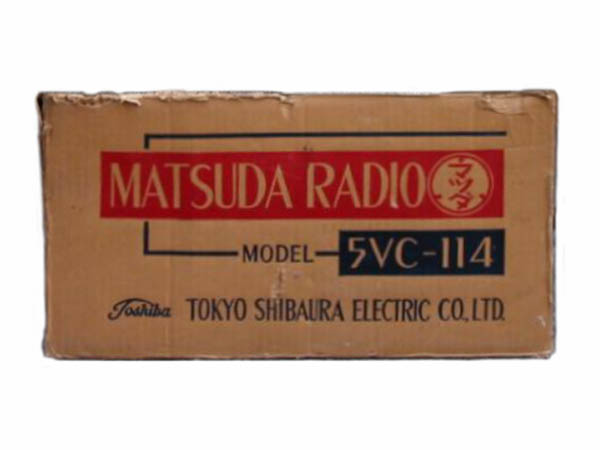 MATSUDA RADIO マツダ
MODEL 5VC-114
Toshiba TOKYO SHIBAURA ELECTRIC CO., LTD.